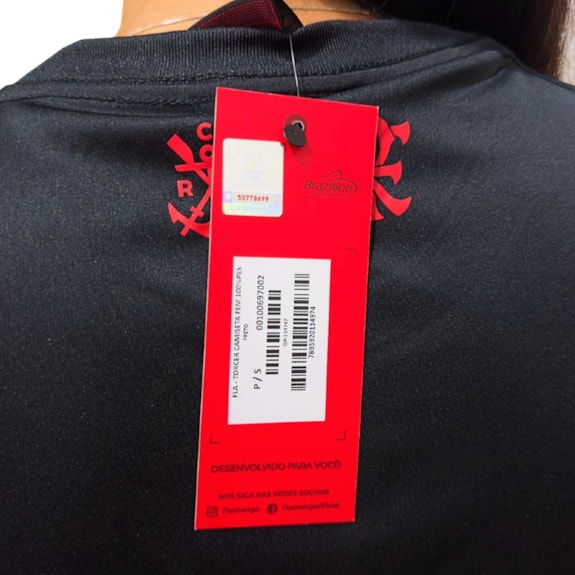 C
O
R
50778699
Braziline
FLA - TORCER CAMISETA FEM 100%PES
PRETO
P / S
00100697002
7895920114974
DESENVOLVIDO PARA VOCÊ!
NOS SIGA NAS REDES SOCIAIS!
Flamengo
FlamengoOficial